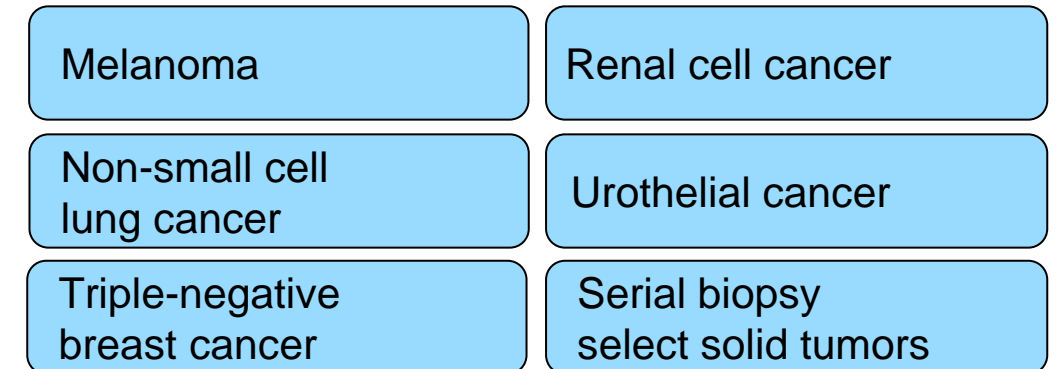 Melanoma
Renal cell cancer
Non-small cell
lung cancer
Urothelial cancer
Triple-negative
breast cancer
Serial biopsy
select solid tumors